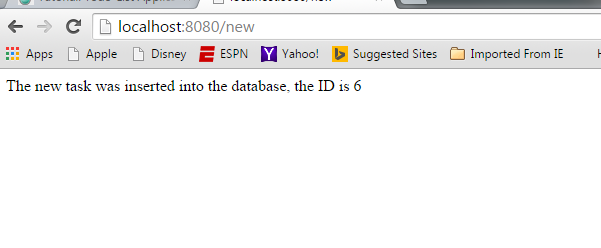 localhost:8080/new
Apps Apple Disney ESPN Yahoo! Suggested Sites Imported From IE
The new task was inserted into the database, the ID is 6